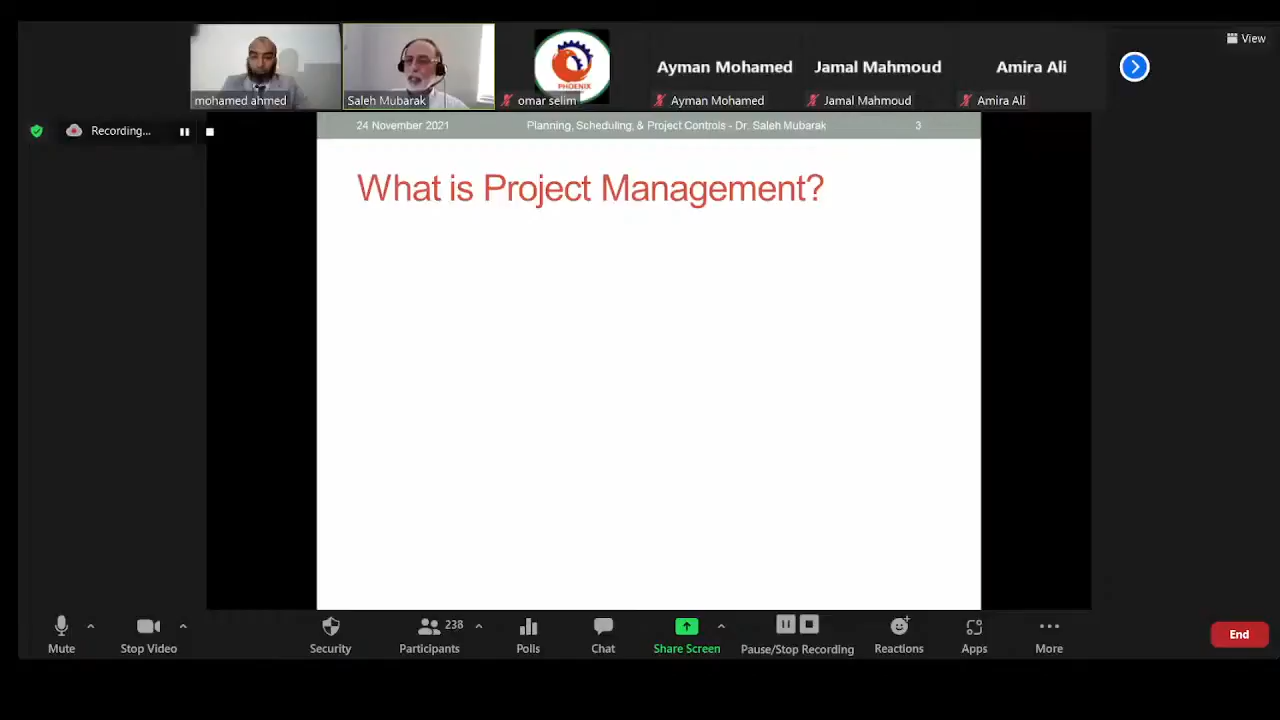 View
Ayman Mohamed
Jamal Mahmoud
Amira Ali
PHOENIX
mohamed ahmed
Saleh Mubarak
omar selim
Ayman Mohamed
Jamal Mahmoud
Amira Ali
Recording...
24 November 2021
Planning, Scheduling, & Project Controls - Dr. Saleh Mubarak
3
What is Project Management?
238
Mute
Stop Video
Security
Participants
Polls
Chat
Share Screen
Pause/Stop Recording
Reactions
Apps
More
End